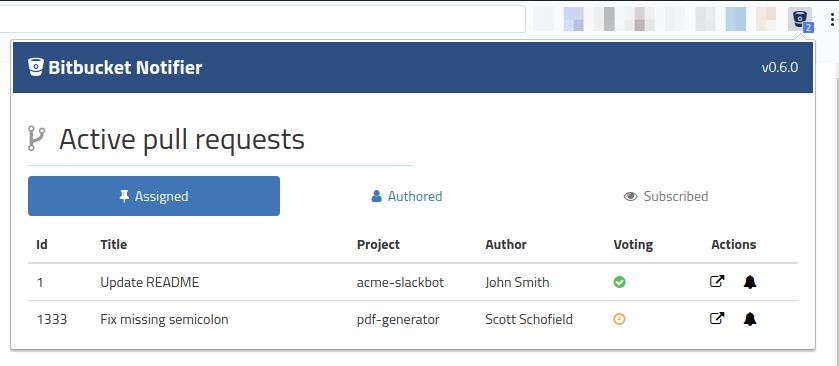 2
Bitbucket Notifier v0.6.0
Active pull requests
Assigned Authored Subscribed
Id Title Project Author Voting Actions
1 Update README acme-slackbot John Smith
1333 Fix missing semicolon pdf-generator Scott Schofield